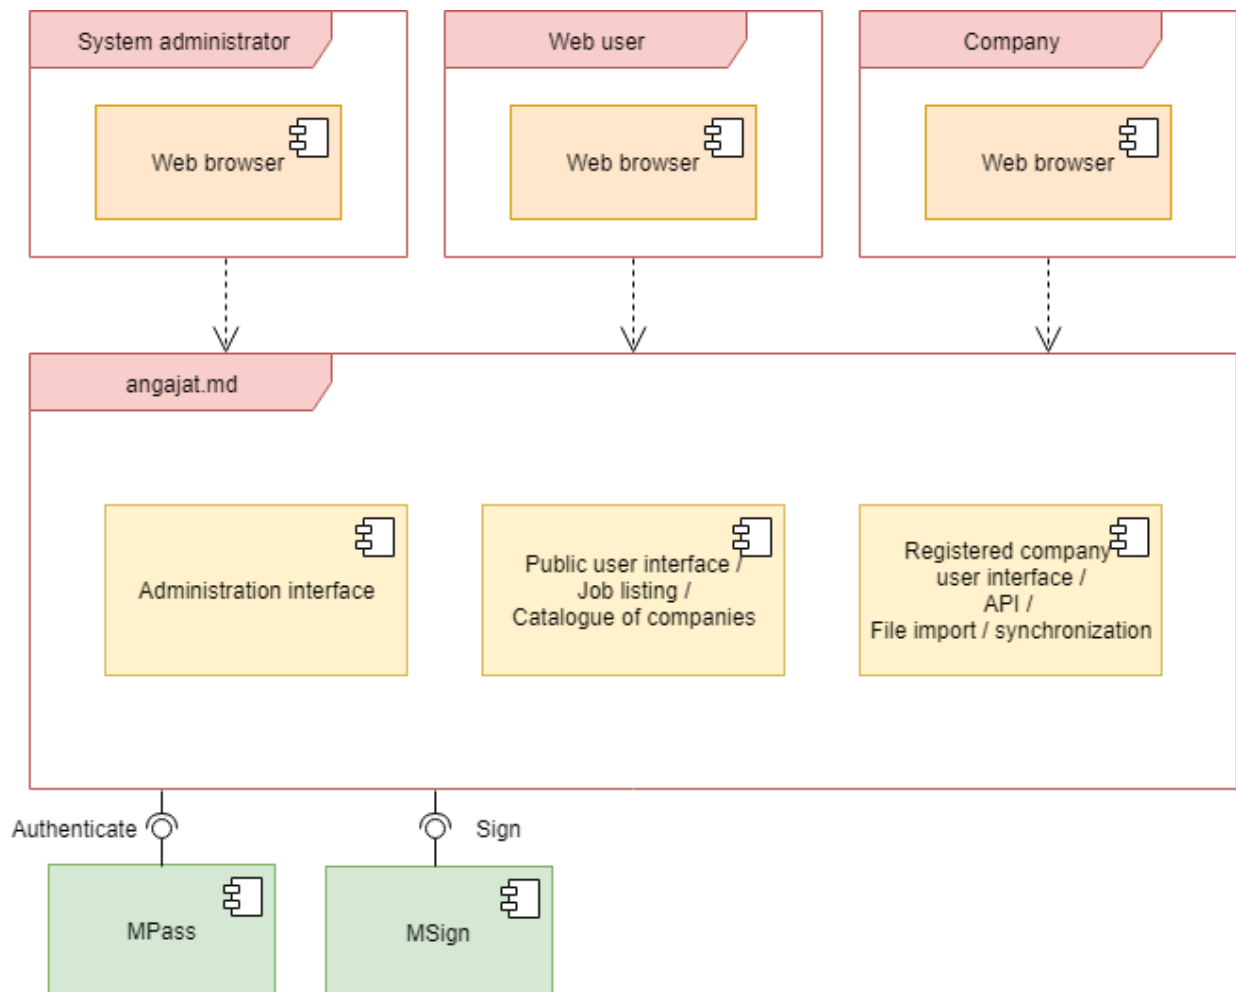 System administrator
Web user
Company
Web browser
Web browser
Web browser
angajat.md
Administration interface
Public user interface /
Job listing /
Catalogue of companies
Registered company
user interface /
API /
File import / synchronization
Authenticate
Sign
MPass
MSign